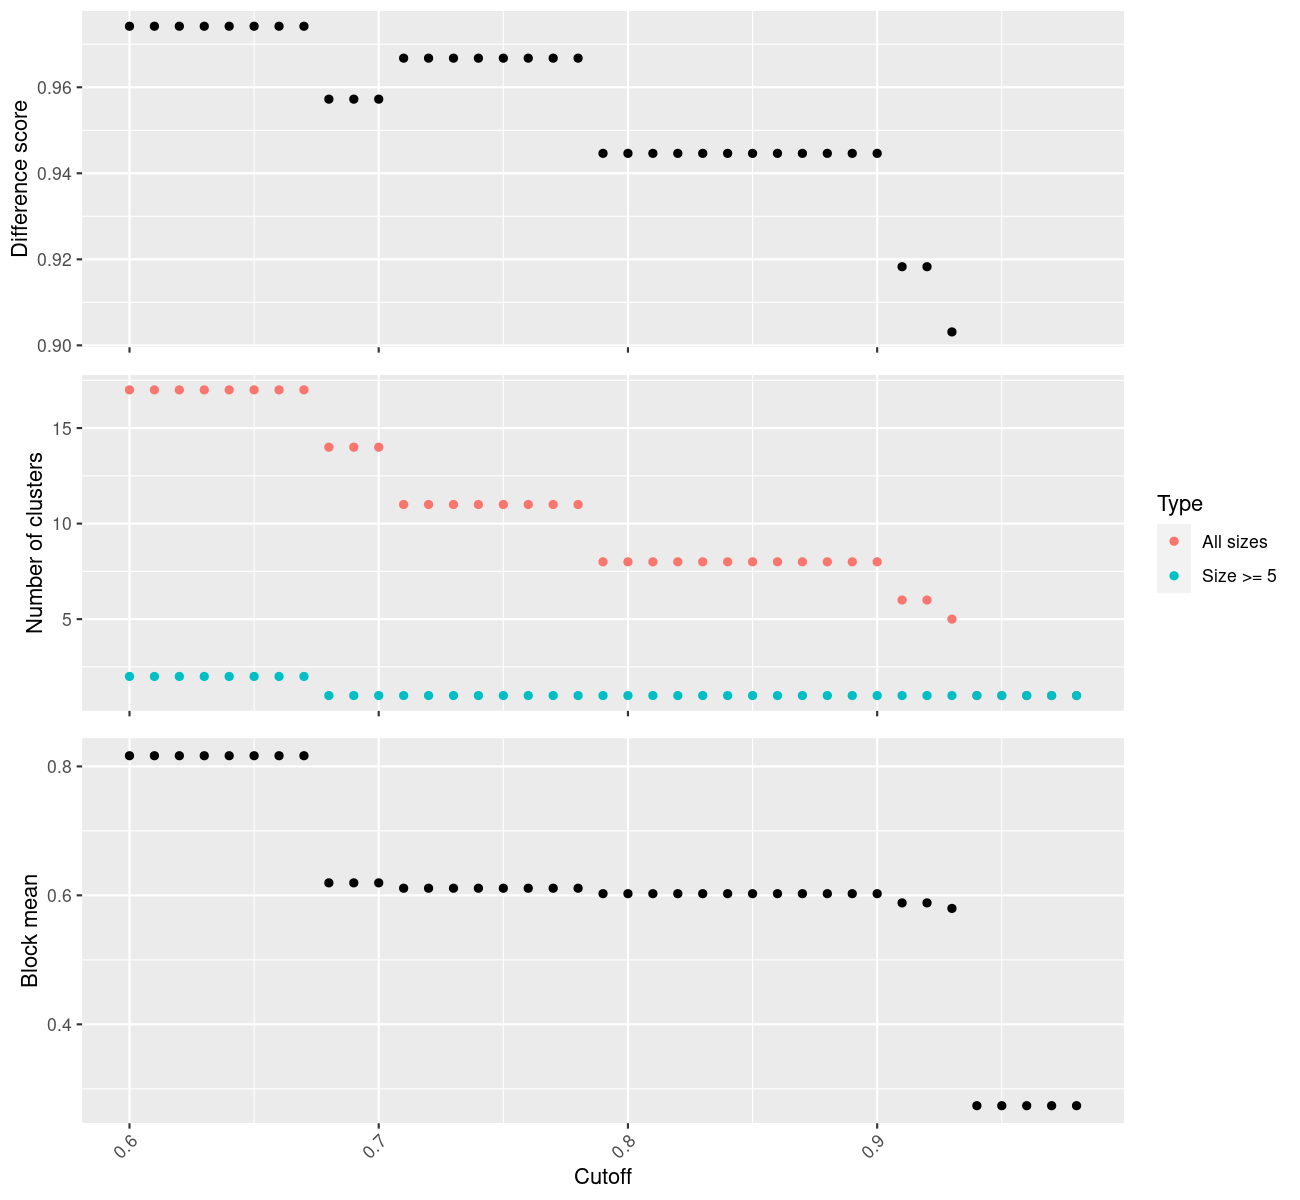 Difference score
0.96
0.94
0.92
0.90
Number of clusters
15
10
5
Type
All sizes
Size >= 5
Block mean
0.8
0.6
0.4
0.6
0.7
0.8
0.9
Cutoff